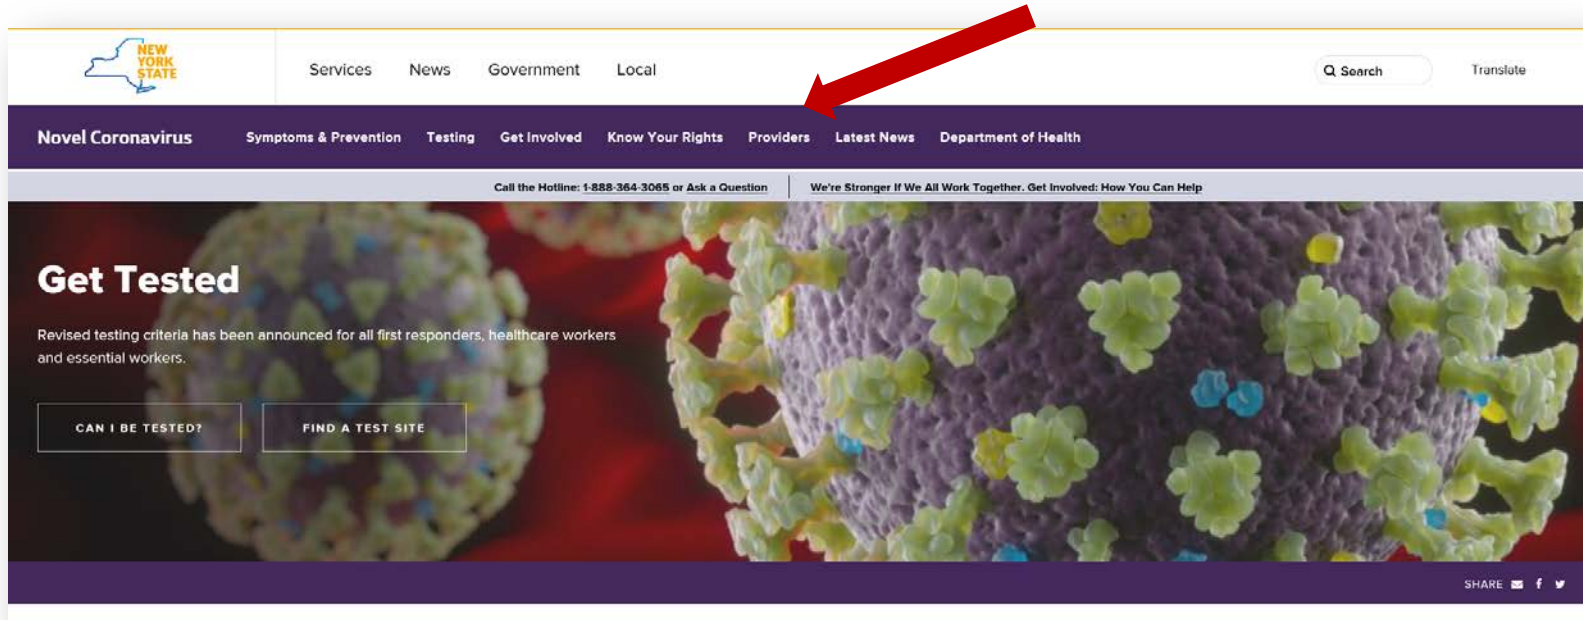 NEW
YORK
STATE
Services News Government Local Search Translate
Novel Coronavirus Symptoms & Prevention Testing Get Involved Know Your Rights Providers Latest News Department of Health
Call the Hotline: 1-888-364-3065 or Ask a Question We're Stronger If We All Work Together. Get Involved: How You Can Help
Get Tested
Revised testing criteria has been announced for all first responders, healthcare workers
and essential workers.
CAN I BE TESTED? FIND A TEST SITE
SHARE